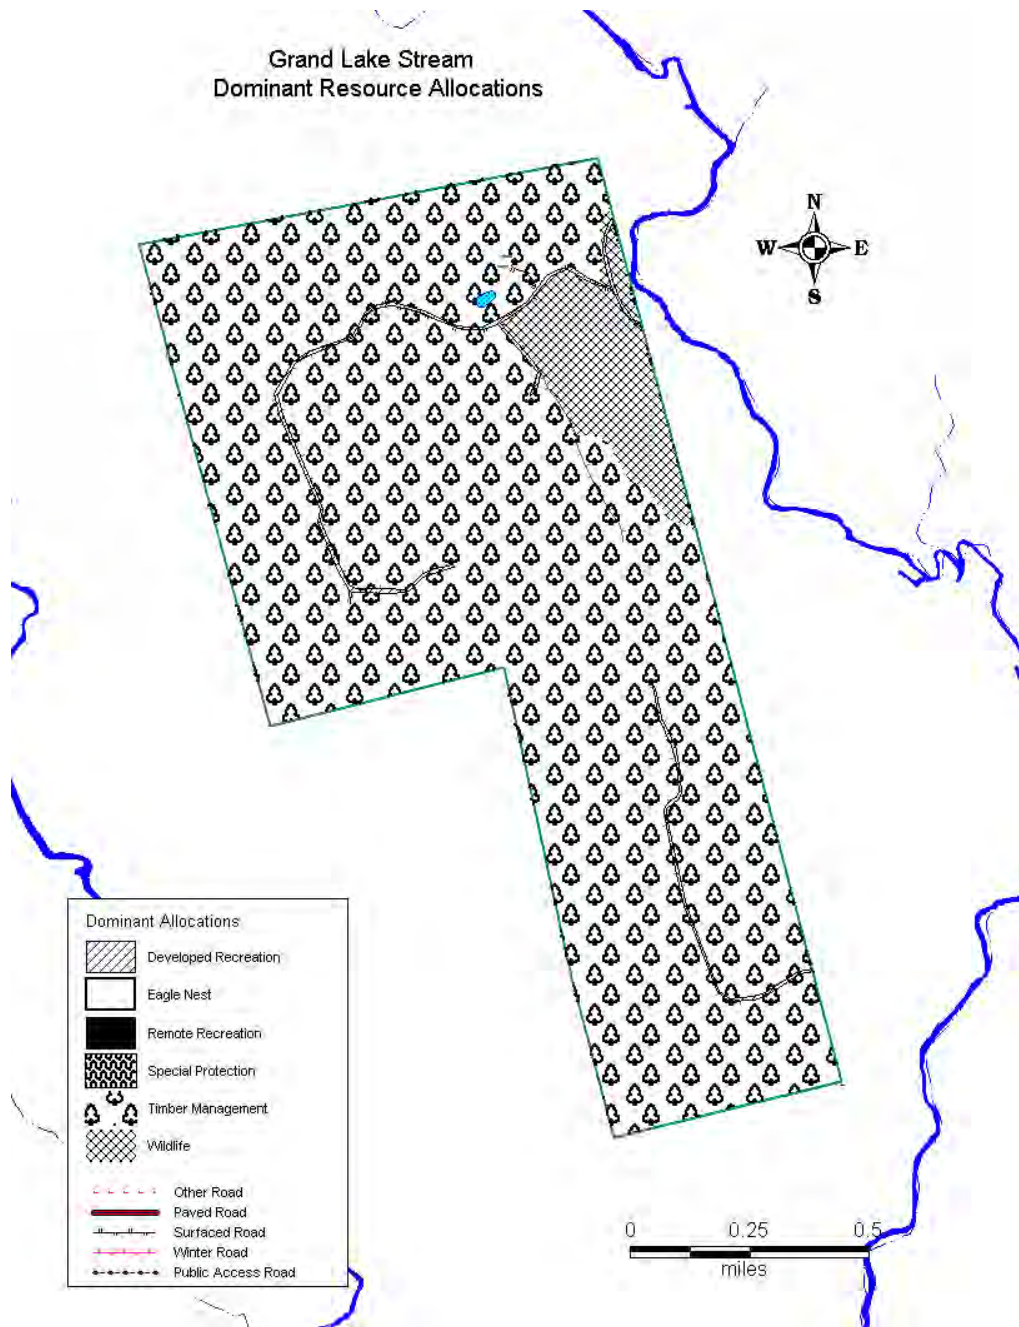 Grand Lake Stream
Dominant Resource Allocations
N
W E
S
Dominant Allocations
Developed Recreation
Eagle Nest
Remote Recreation
Special Protection
Timber Management
Wildlife
Other Road
Paved Road
Surfaced Road
Winter Road
Public Access Road
0 0.25 0.5
miles